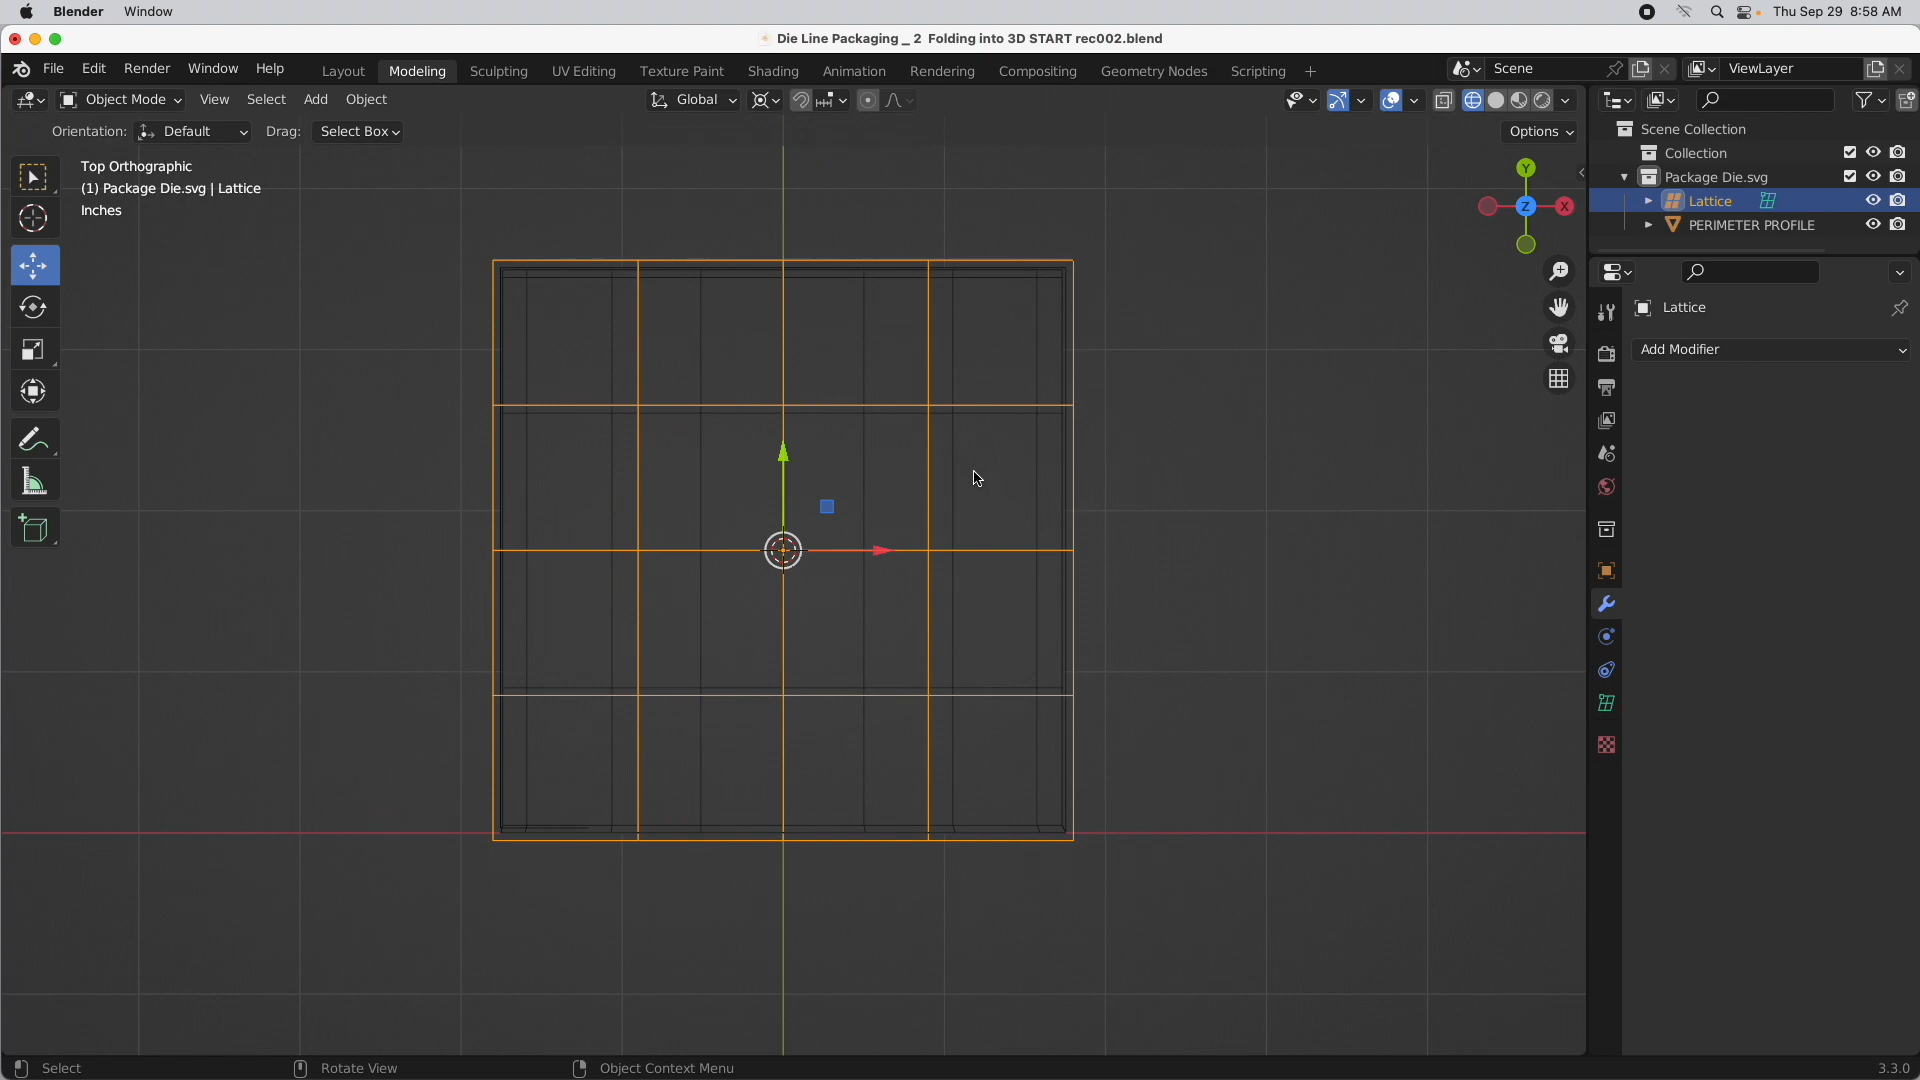 Blender Window Thu Sep 29 8:58 AM
Die Line Packaging _ 2 Folding into 3D START rec002.blend
File Edit Render Window Help Layout Modeling Sculpting UV Editing Texture Paint Shading Animation Rendering Compositing Geometry Nodes Scripting + Scene ViewLayer
Object Mode View Select Add Object Global
Orientation: Default Drag: Select Box Options
Top Orthographic
(1) Package Die.svg | Lattice
Inches
Y
Z X
Scene Collection
Collection
Package Die.svg
Lattice
PERIMETER PROFILE
Lattice
Add Modifier
Select Rotate View Object Context Menu 3.3.0